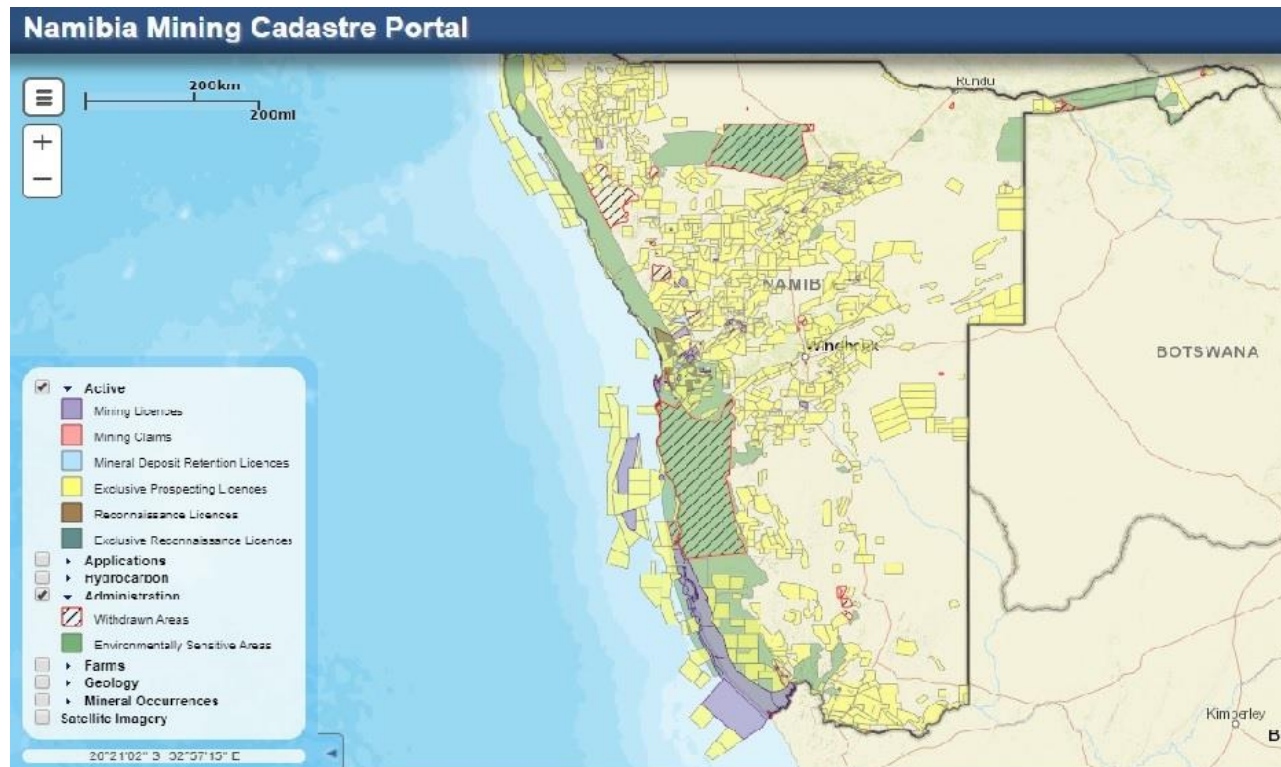 Namibia Mining Cadastre Portal
200km
200mi
Rundu
NAMIB
Windhoek
BOTSWANA
Active
Mining Licences
Mining Claims
Mineral Deposit Retention Licences
Exclusive Prospecting Licences
Reconnaissance Licences
Exclusive Reconnaissance Licences
Applications
Hydrocarbon
Administration
Withdrawn Areas
Environmentally Sensitive Areas
Farms
Geology
Mineral Occurrences
Satellite Imagery
Kimberley
B